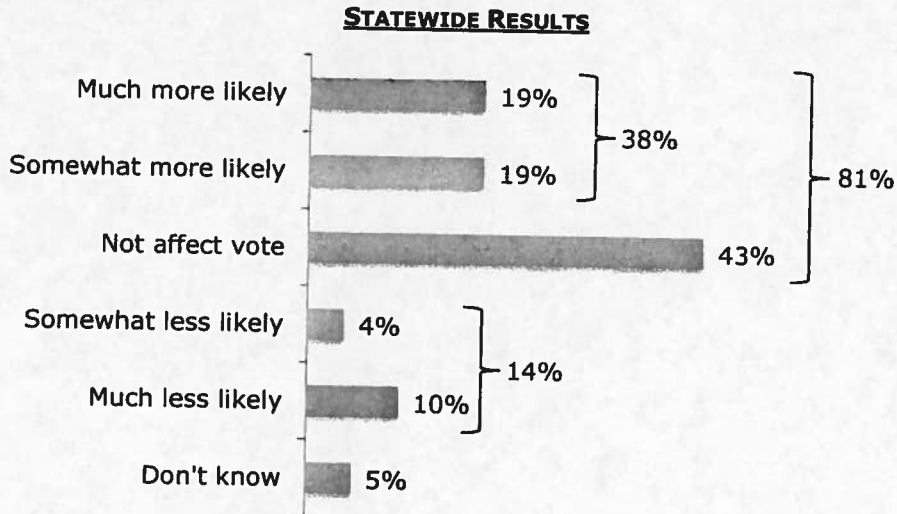 STATEWIDE RESULTS
Much more likely 19%
38%
Somewhat more likely 19%
81%
Not affect vote 43%
Somewhat less likely 4%
14%
Much less likely 10%
Don't know 5%